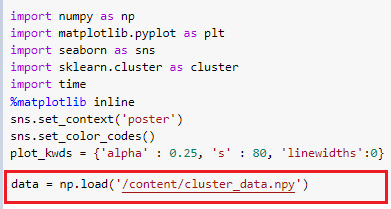 import numpy as np
import matplotlib.pyplot as plt
import seaborn as sns
import sklearn.cluster as cluster
import time
%matplotlib inline
sns.set_context('poster')
sns.set_color_codes()
plot_kwds = {'alpha' : 0.25, 's' : 80, 'linewidths':0}
data = np.load('/content/cluster_data.npy')